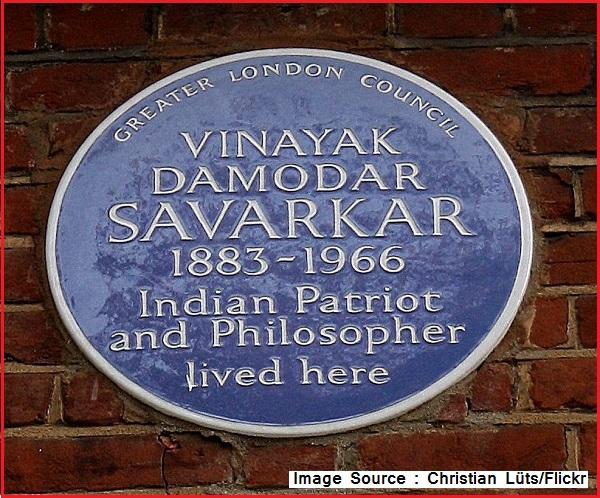 GREATER LONDON COUNCIL
VINAYAK
DAMODAR
SAVARKAR
1883-1966
Indian Patriot
and Philosopher
lived here
Image Source : Christian Lüts/Flickr